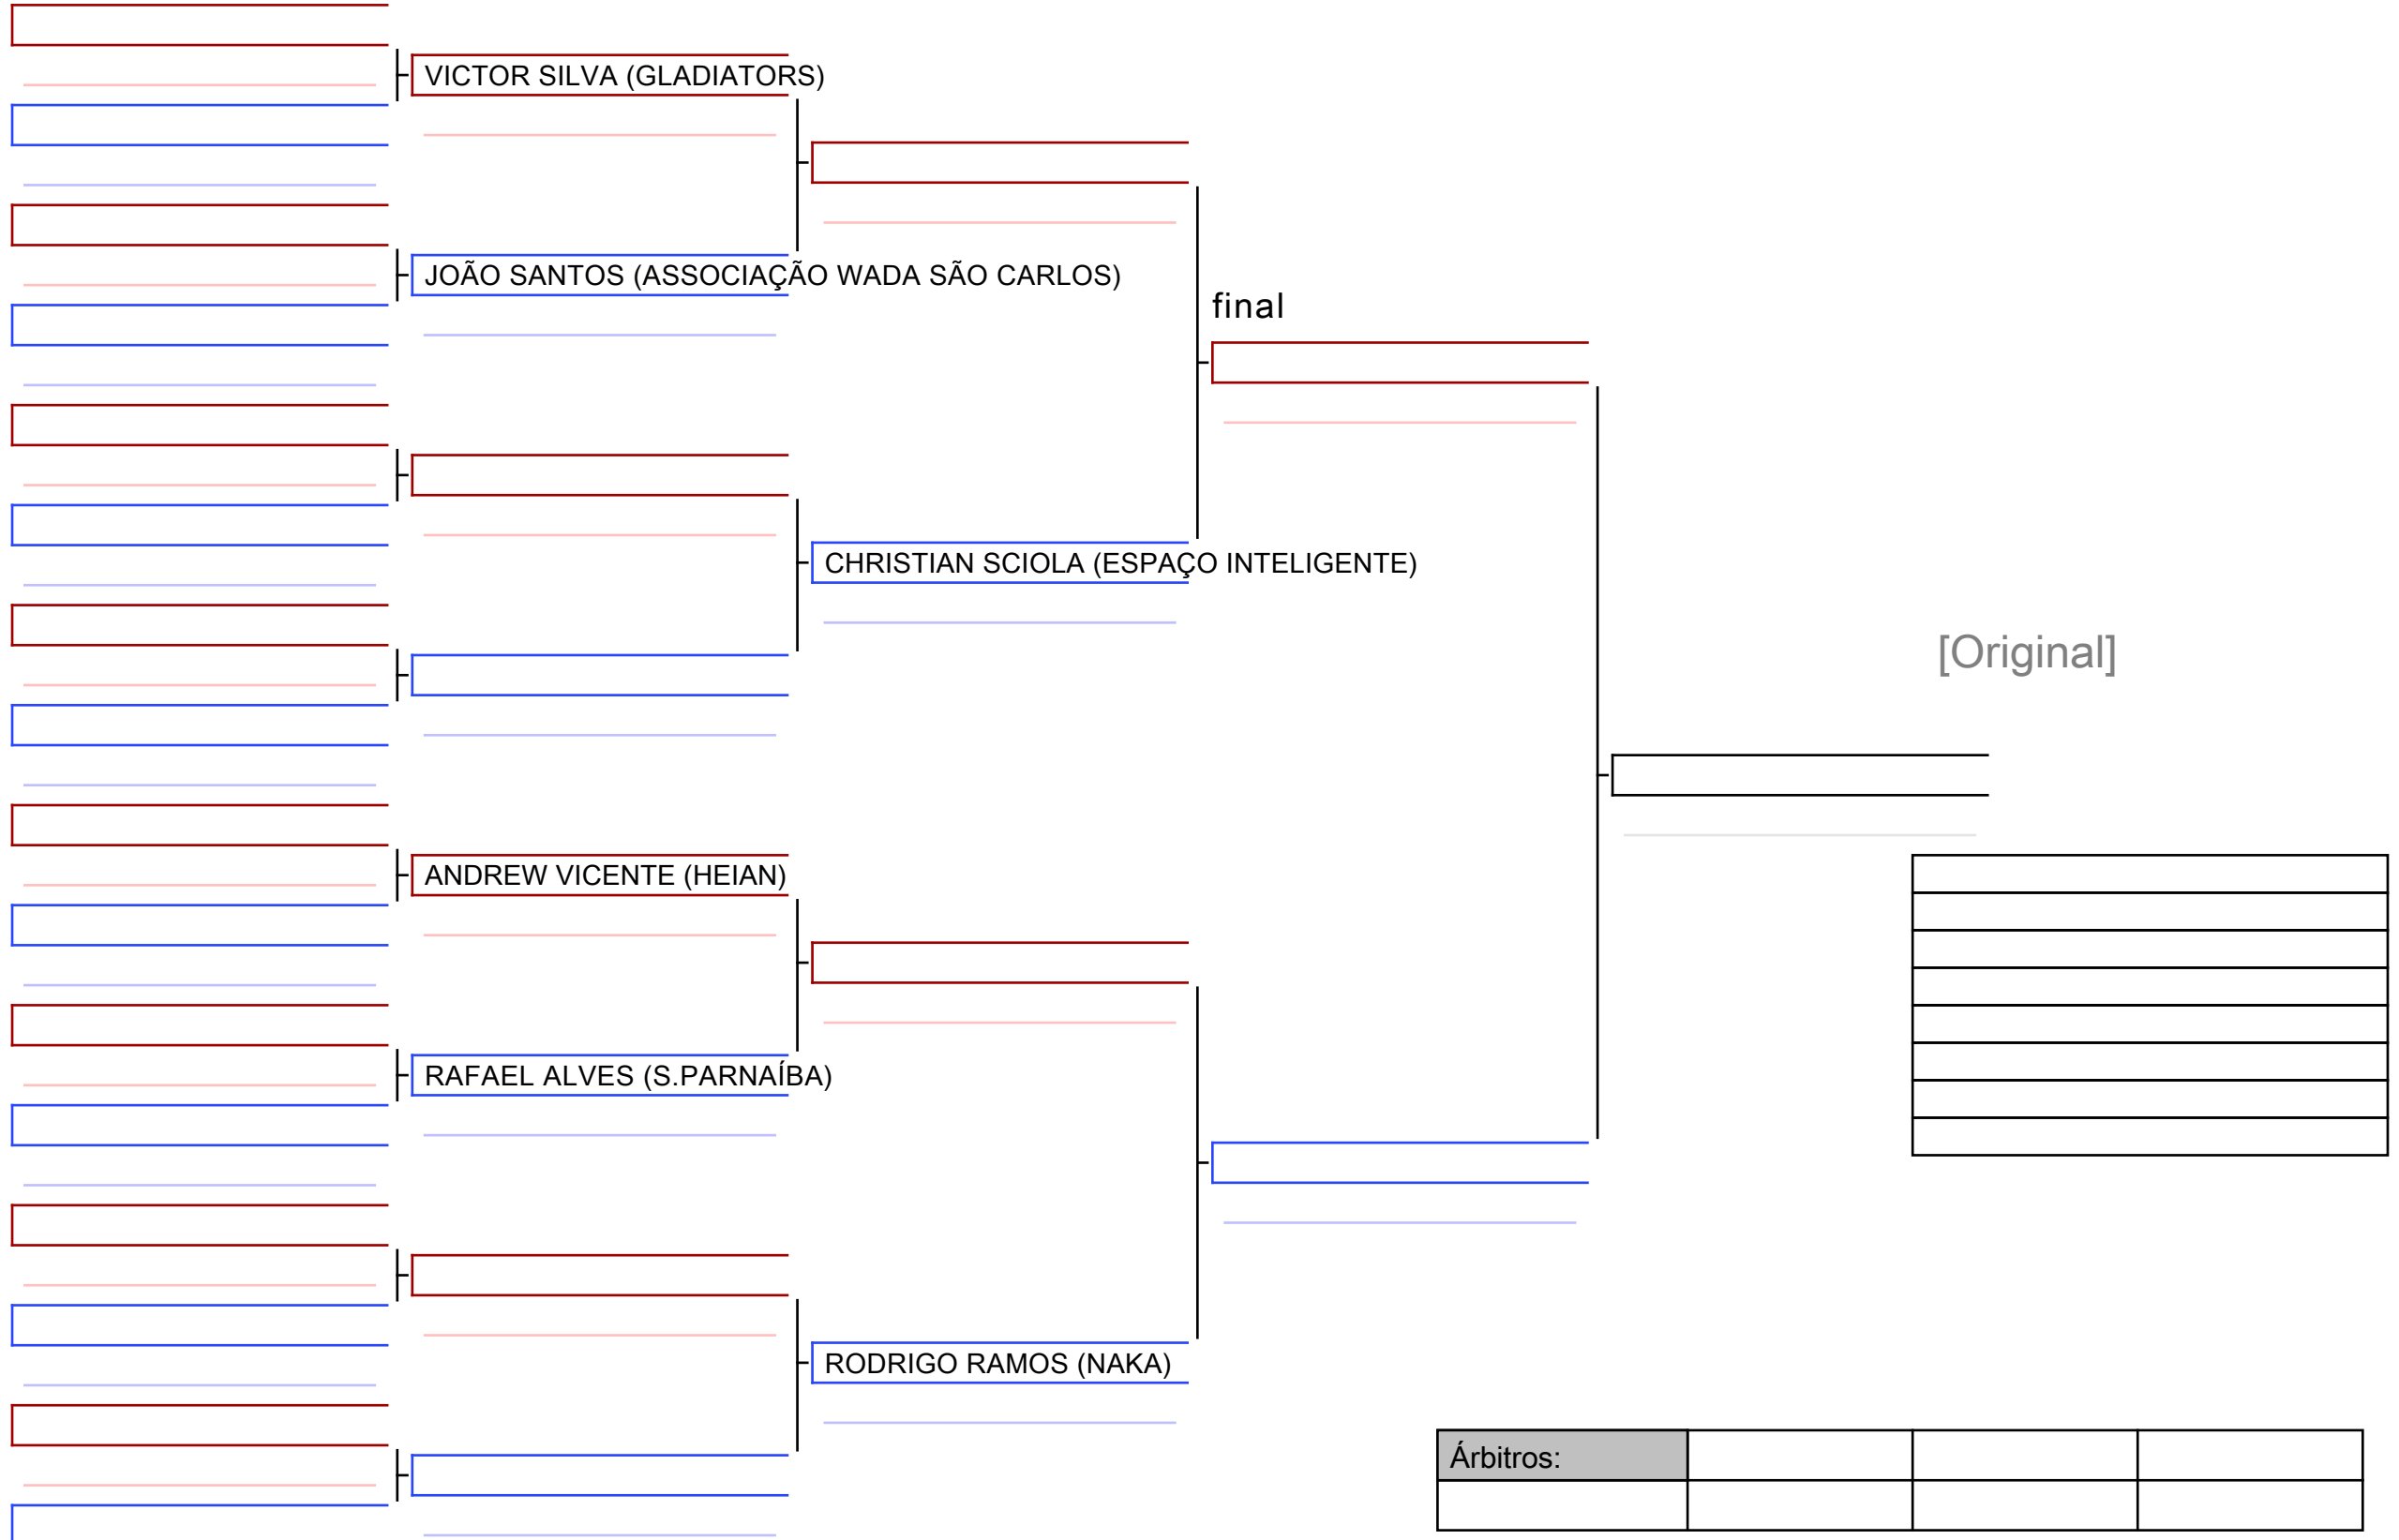 VICTOR SILVA (GLADIATORS)
JOÃO SANTOS (ASSOCIAÇÃO WADA SÃO CARLOS)
final
CHRISTIAN SCIOLA (ESPAÇO INTELIGENTE)
[Original]
ANDREW VICENTE (HEIAN)
RAFAEL ALVES (S.PARNAÍBA)
RODRIGO RAMOS (NAKA)
Árbitros: